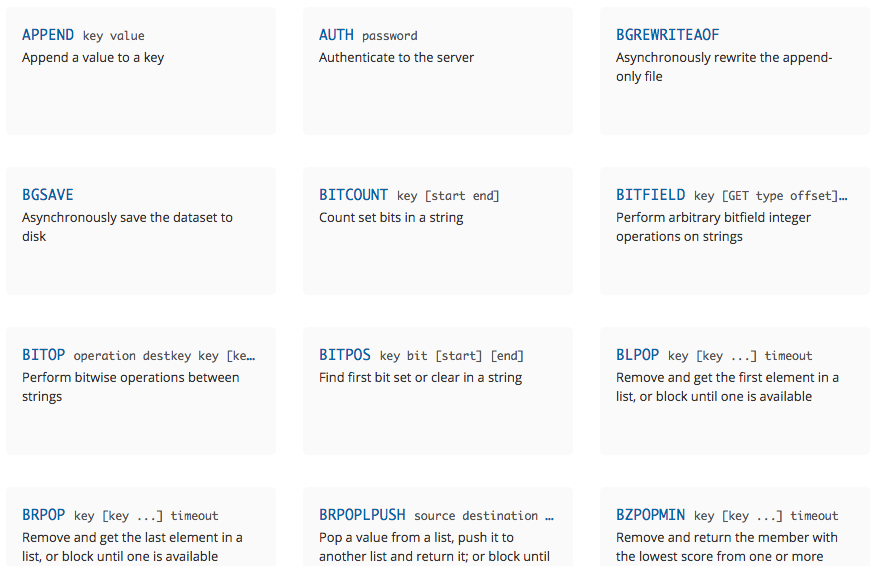 APPEND key value
Append a value to a key
AUTH password
Authenticate to the server
BGREWRITEAOF
Asynchronously rewrite the append-
only file
BGSAVE
Asynchronously save the dataset to
disk
BITCOUNT key [start end]
Count set bits in a string
BITFIELD key [GET type offset]…
Perform arbitrary bitfield integer
operations on strings
BITOP operation destkey key [ke…
Perform bitwise operations between
strings
BITPOS key bit [start] [end]
Find first bit set or clear in a string
BLPOP key [key ...] timeout
Remove and get the first element in a
list, or block until one is available
BRPOP key [key ...] timeout
Remove and get the last element in a
list, or block until one is available
BRPOPLPUSH source destination …
Pop a value from a list, push it to
another list and return it; or block until
BZPOPMIN key [key ...] timeout
Remove and return the member with
the lowest score from one or more